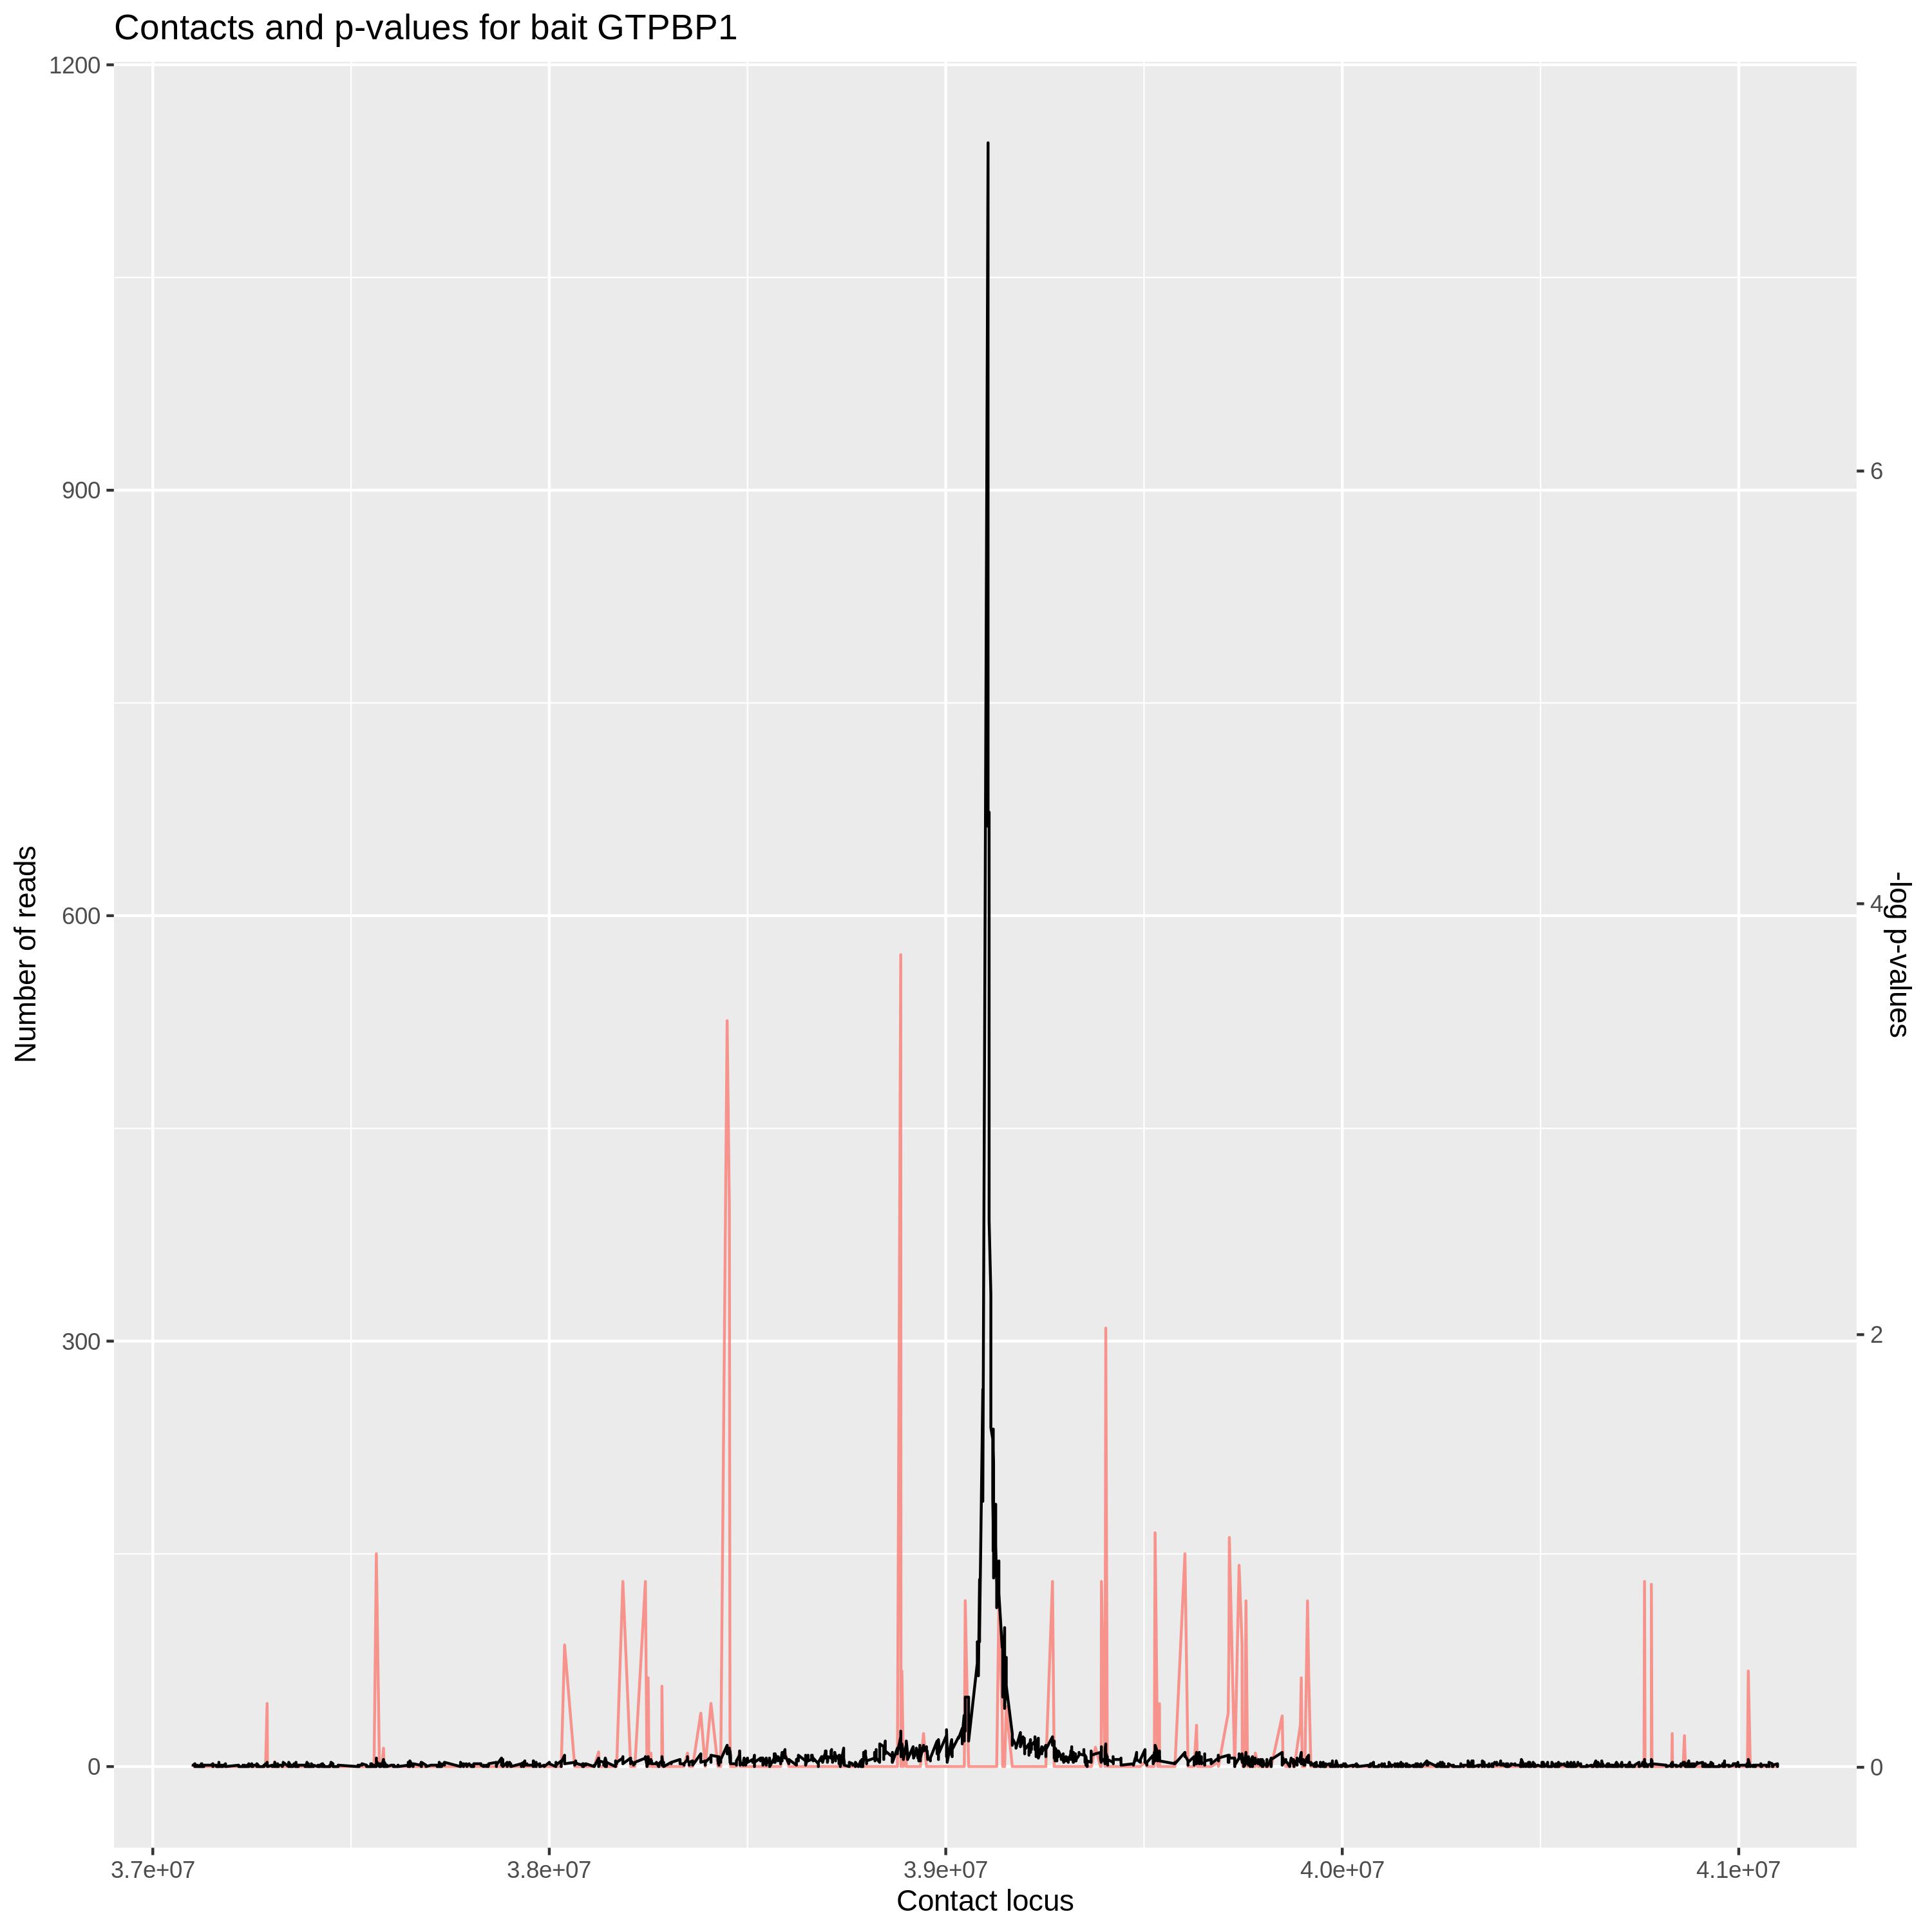 Contacts and p-values for bait GTPBP1
1200
900
600
300
0
Number of reads
6
4
2
0
-log p-values
3.7e+07
3.8e+07
3.9e+07
4.0e+07
4.1e+07
Contact locus